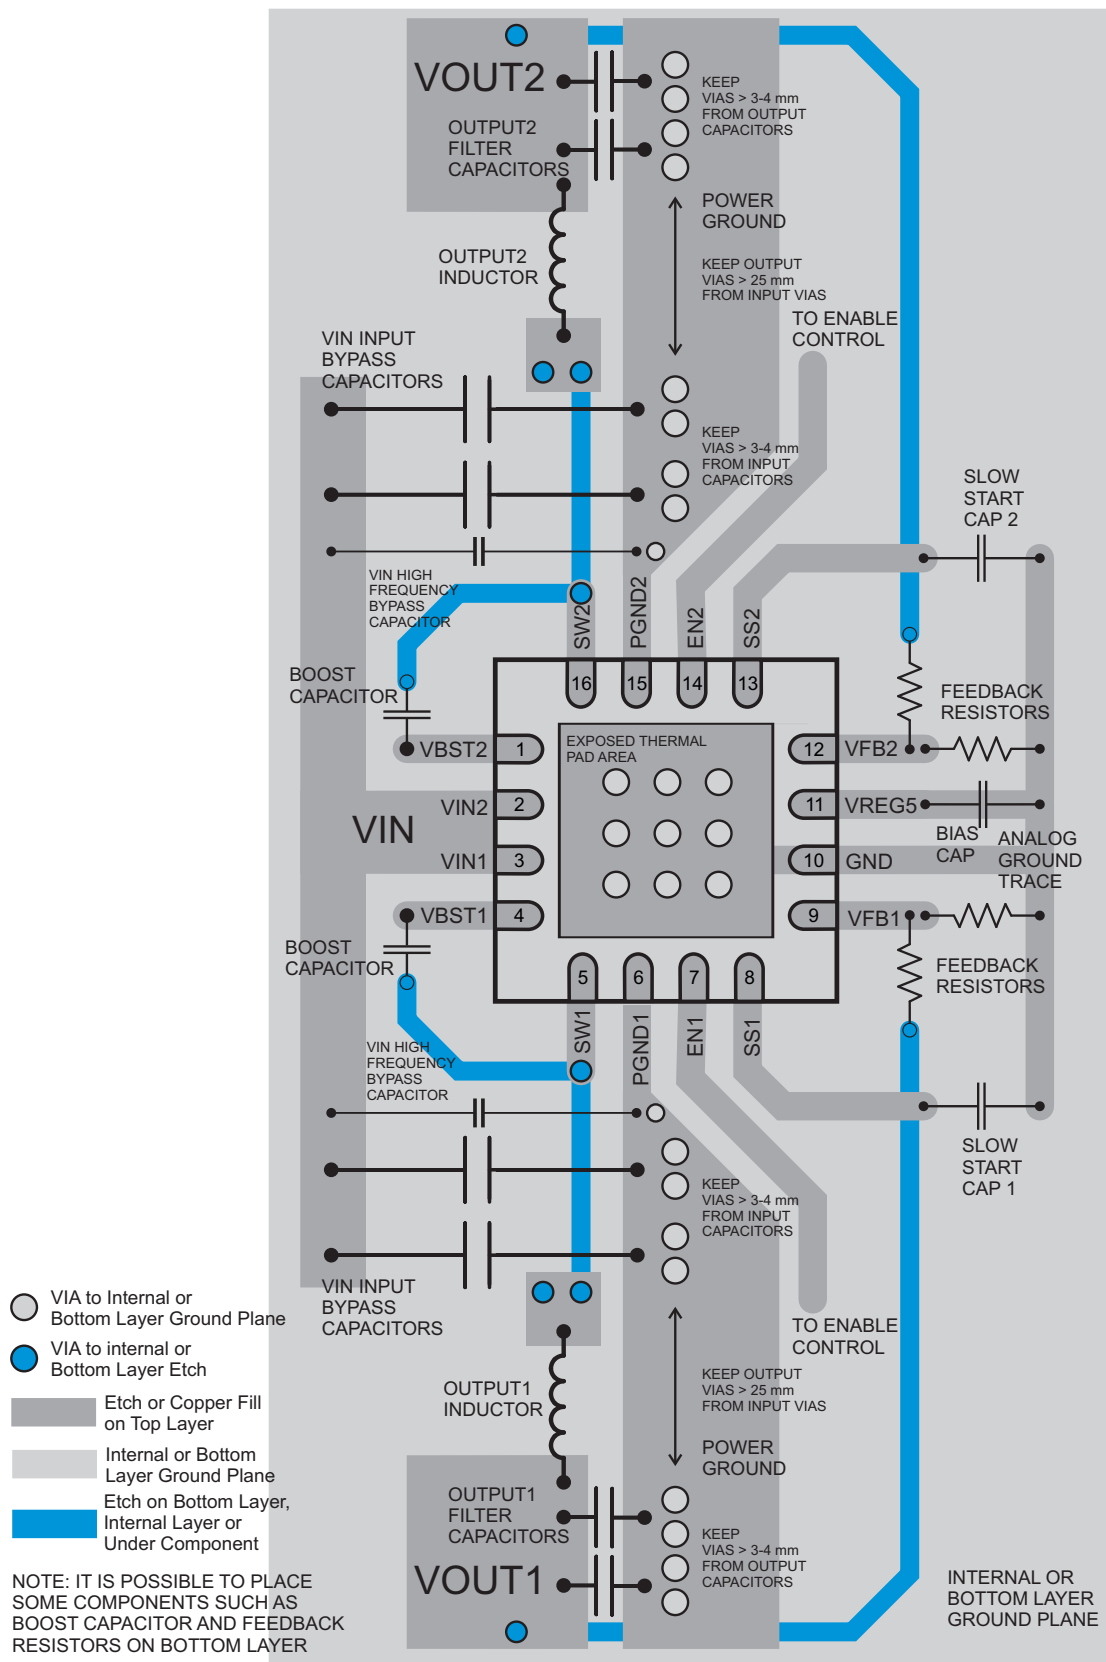 VOUT2
KEEP
VIAS > 3-4 mm
FROM OUTPUT
CAPACITORS
OUTPUT2
FILTER
CAPACITORS
POWER
GROUND
OUTPUT2
INDUCTOR
KEEP OUTPUT
VIAS > 25 mm
FROM INPUT VIAS
TO ENABLE
CONTROL
VIN INPUT
BYPASS
CAPACITORS
KEEP
VIAS > 3-4 mm
FROM INPUT
CAPACITORS
SLOW
START
CAP 2
VIN HIGH
FREQUENCY
BYPASS
CAPACITOR
SW2
PGND2
EN2
SS2
BOOST
CAPACITOR
16
15
14
13
FEEDBACK
RESISTORS
VBST2
1
EXPOSED THERMAL
PAD AREA
12
VFB2
VIN2
2
11
VREG5
VIN
BIAS
CAP
ANALOG
GROUND
TRACE
VIN1
3
10
GND
VBST1
4
9
VFB1
BOOST
CAPACITOR
5
6
7
8
FEEDBACK
RESISTORS
SW1
PGND1
EN1
SS1
VIN HIGH
FREQUENCY
BYPASS
CAPACITOR
SLOW
START
CAP 1
KEEP
VIAS > 3-4 mm
FROM INPUT
CAPACITORS
VIN INPUT
BYPASS
CAPACITORS
TO ENABLE
CONTROL
VIA to Internal or
Bottom Layer Ground Plane
VIA to internal or
Bottom Layer Etch
Etch or Copper Fill
on Top Layer
Internal or Bottom
Layer Ground Plane
Etch on Bottom Layer,
Internal Layer or
Under Component
OUTPUT1
INDUCTOR
KEEP OUTPUT
VIAS > 25 mm
FROM INPUT VIAS
POWER
GROUND
OUTPUT1
FILTER
CAPACITORS
KEEP
VIAS > 3-4 mm
FROM OUTPUT
CAPACITORS
VOUT1
NOTE: IT IS POSSIBLE TO PLACE
SOME COMPONENTS SUCH AS
BOOST CAPACITOR AND FEEDBACK
RESISTORS ON BOTTOM LAYER
INTERNAL OR
BOTTOM LAYER
GROUND PLANE